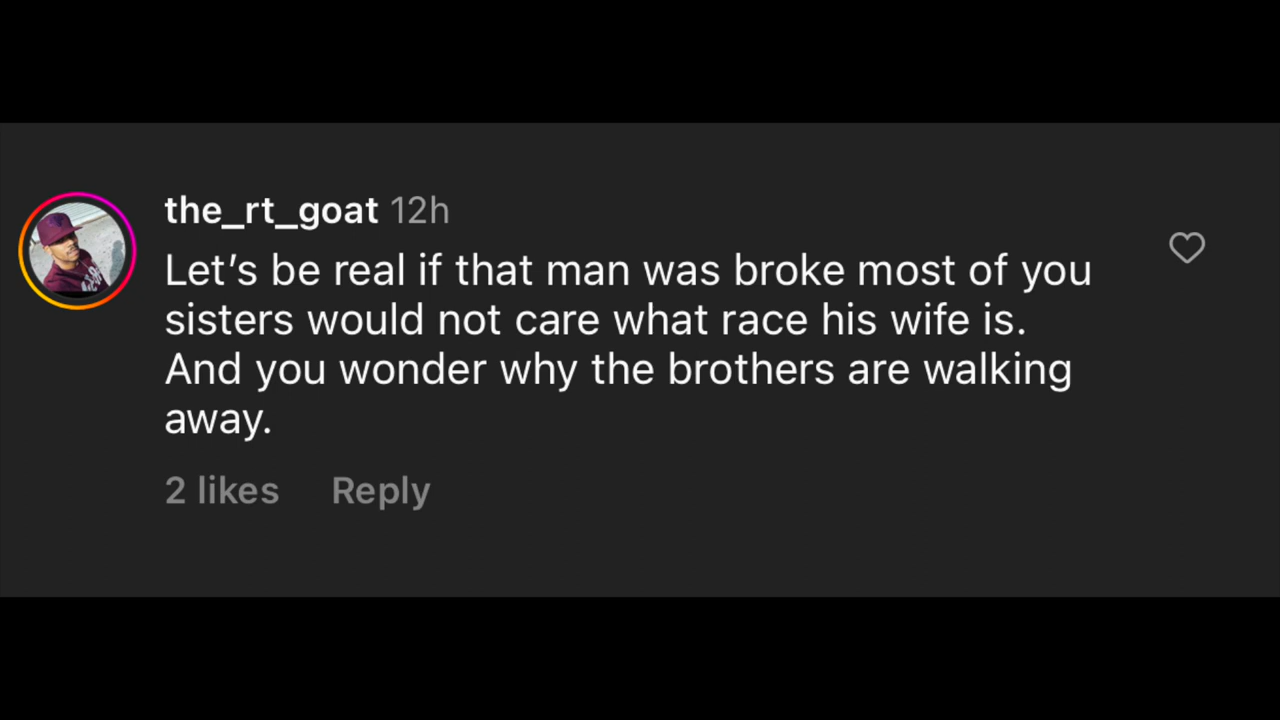 the_rt_goat 12h
Let’s be real if that man was broke most of you
sisters would not care what race his wife is.
And you wonder why the brothers are walking
away.
2 likes Reply